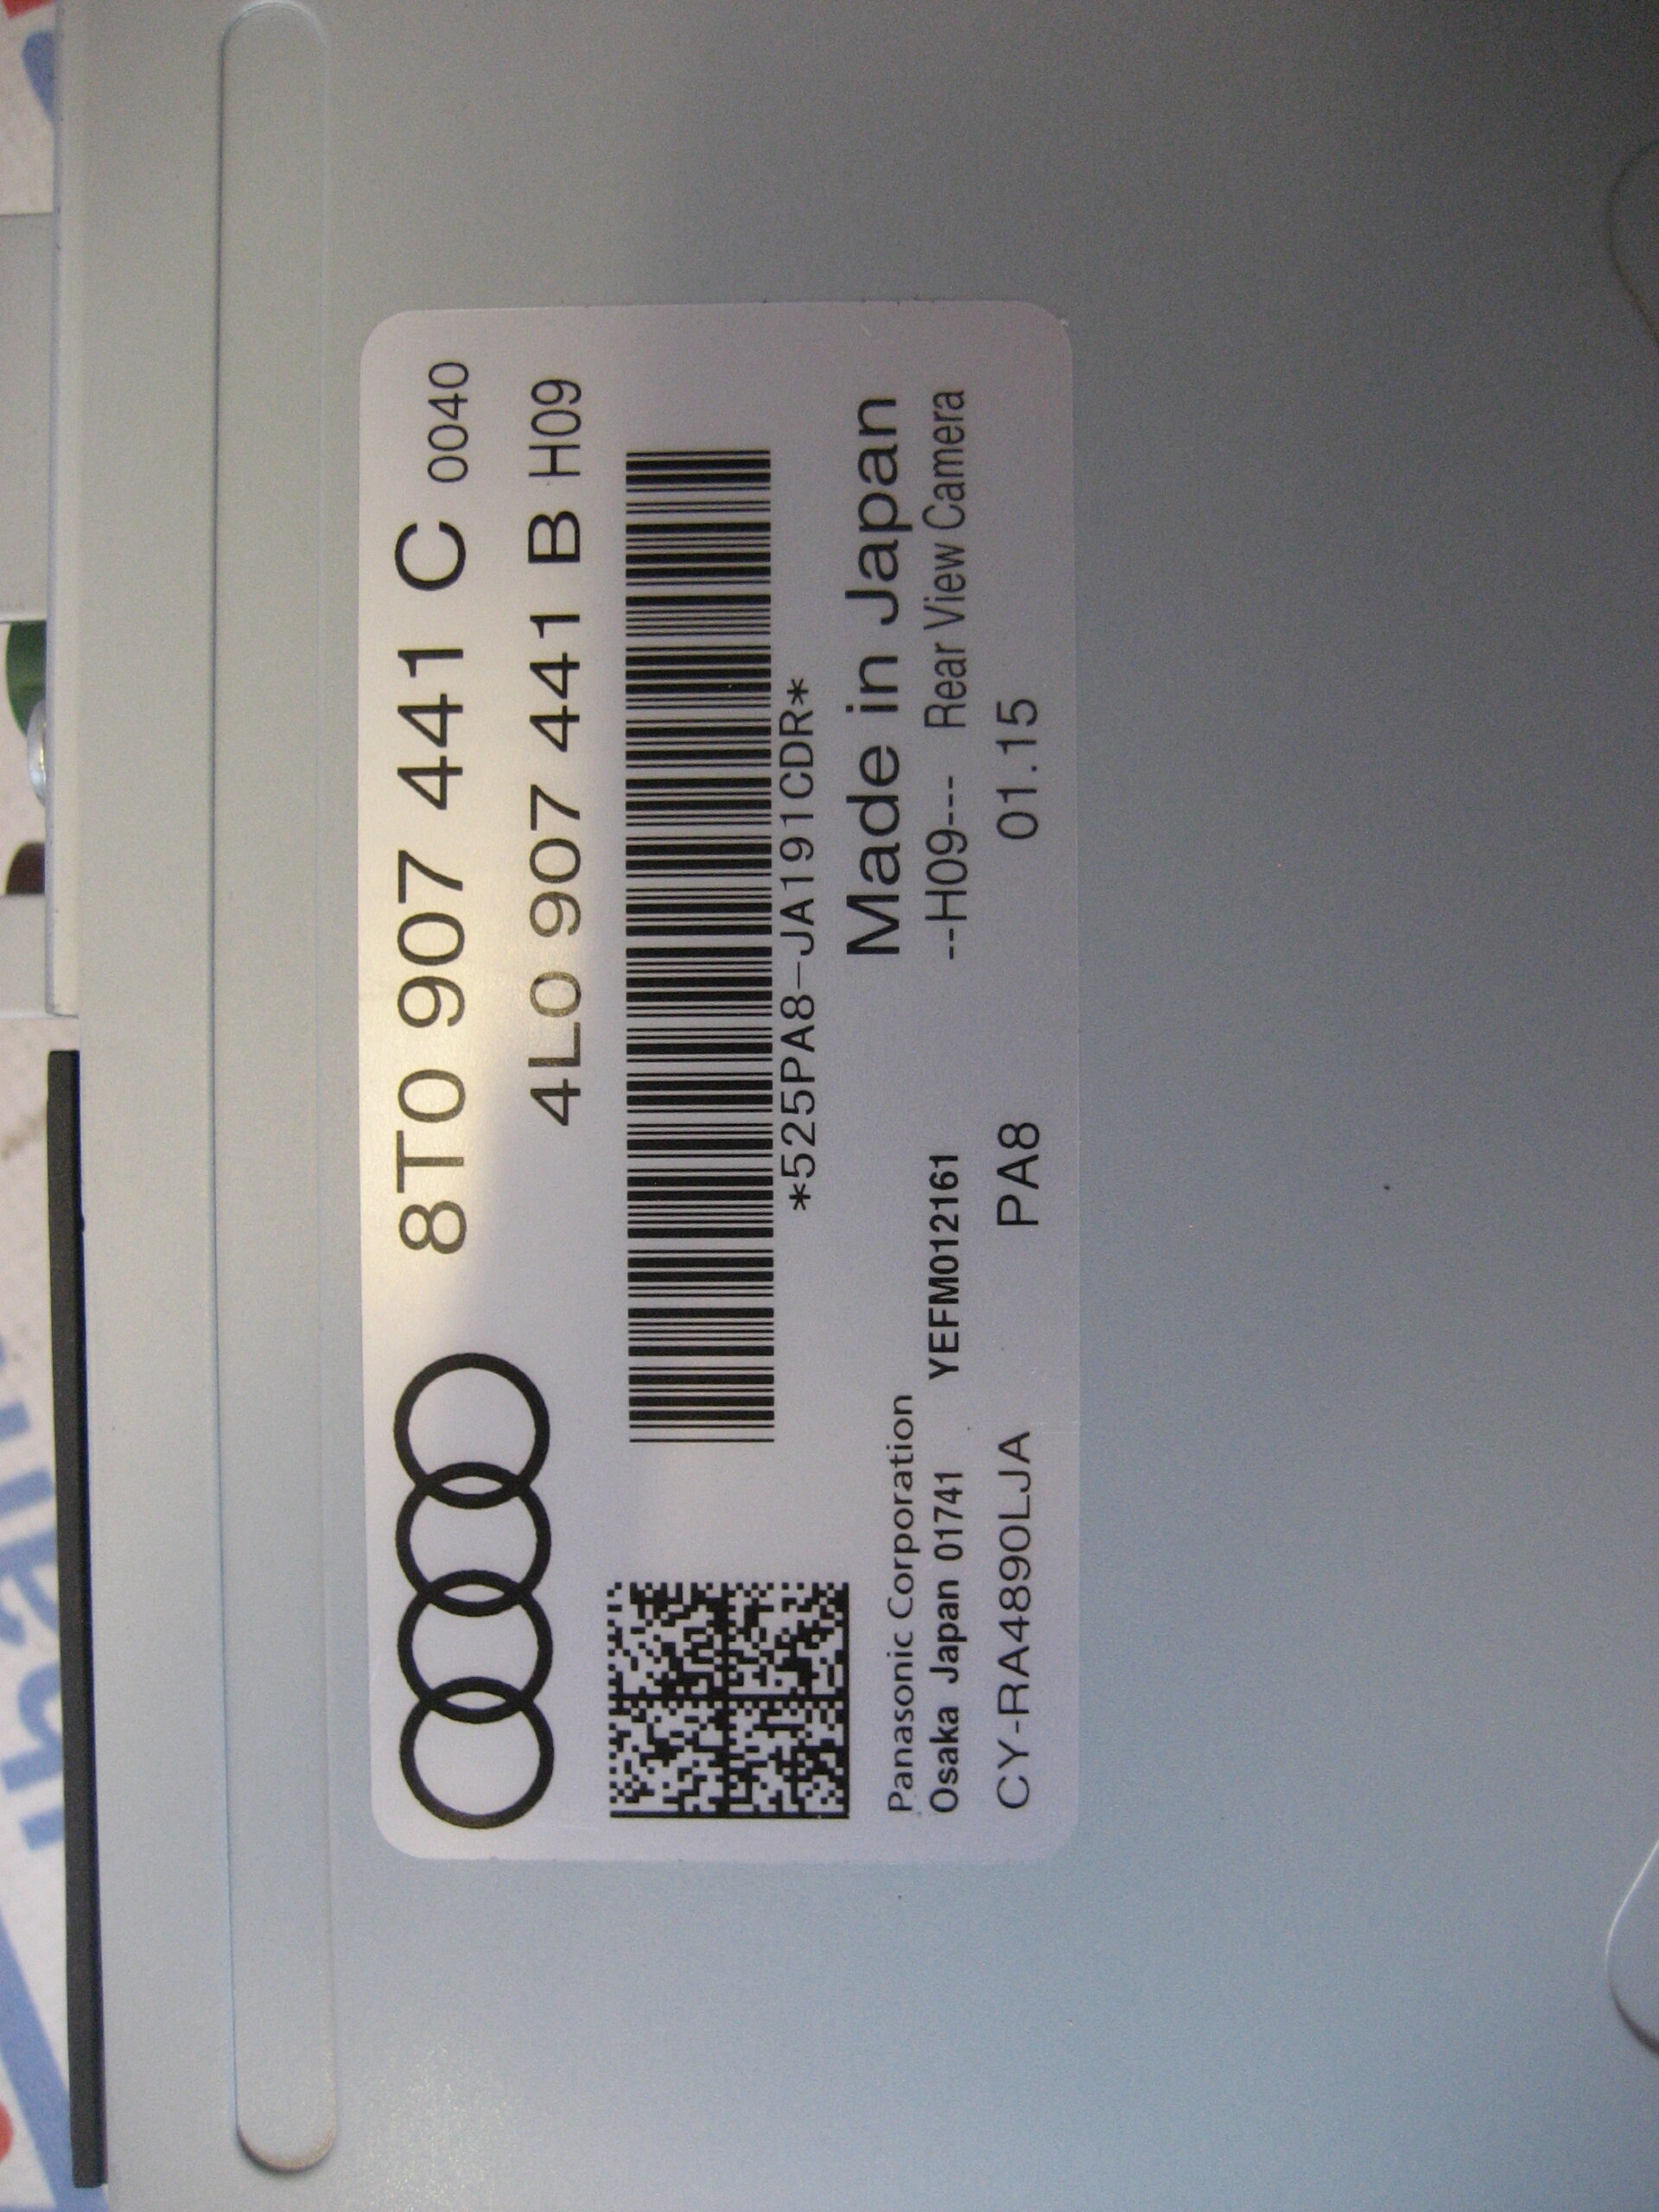 8T0 907 441 C 0040
4L0 907 441 B H09
*525PA8-JA191CDR*
Made in Japan
Panasonic Corporation
Osaka Japan 01741 YEFM012161 --H09--- Rear View Camera
CY-RA4890LJA PA8 01.15